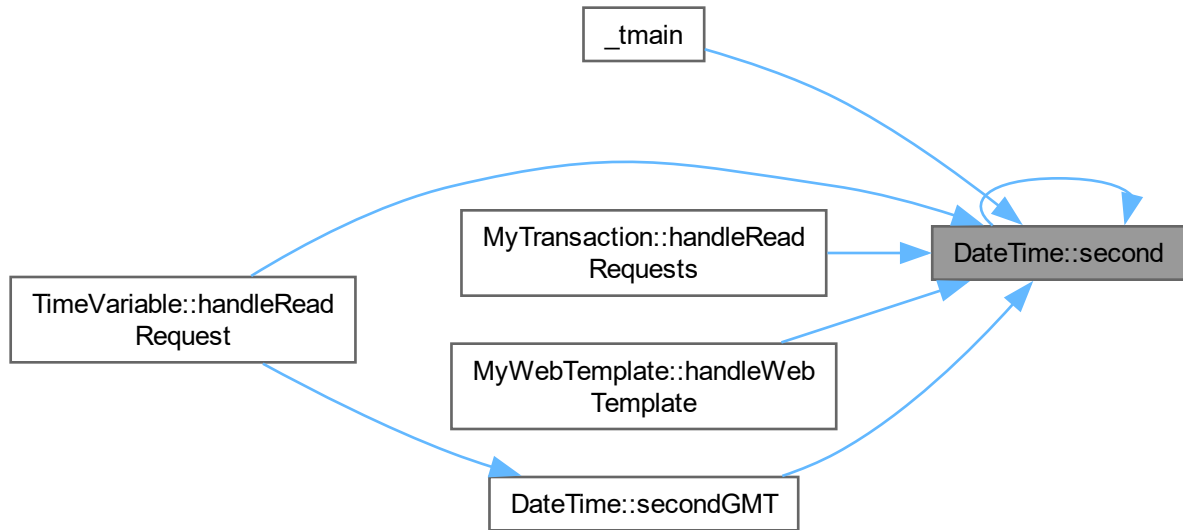 _tmain
MyTransaction::handleRead
Requests
DateTime::second
TimeVariable::handleRead
Request
MyWebTemplate::handleWeb
Template
DateTime::secondGMT